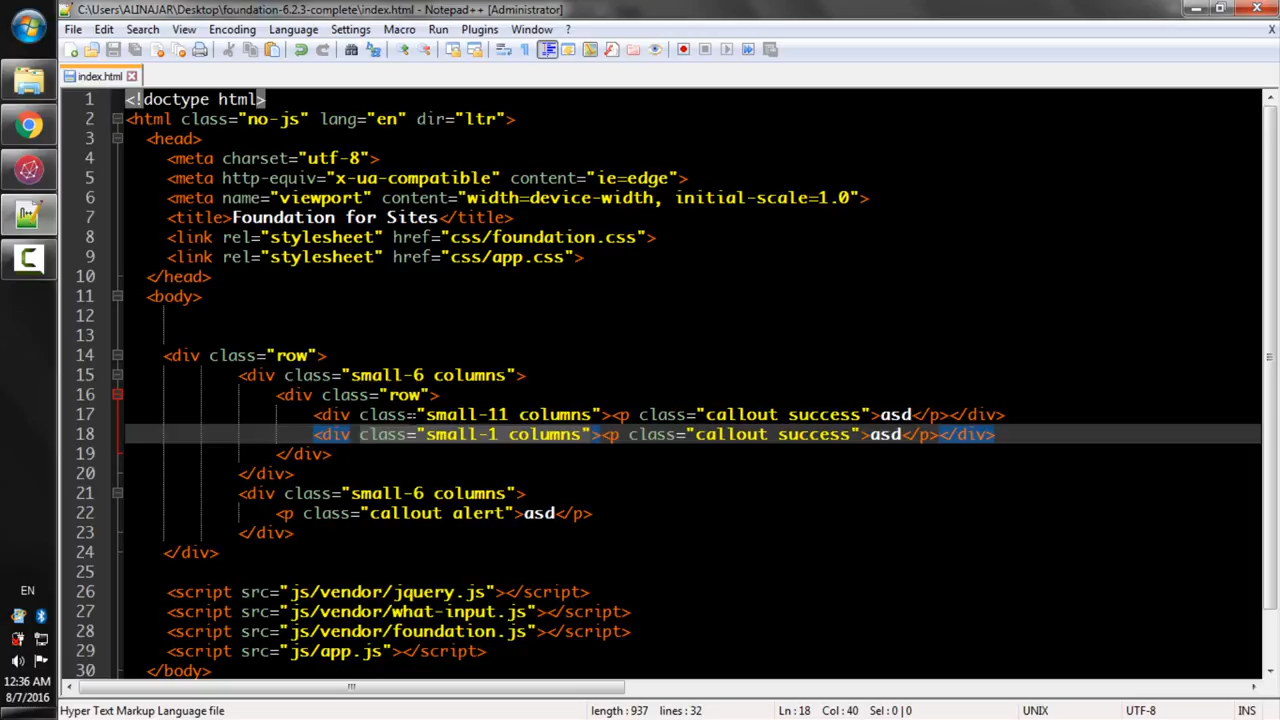 C:\Users\ALINAJAR\Desktop\foundation-6.2.3-complete\index.html - Notepad++ [Administrator]
File Edit Search View Encoding Language Settings Macro Run Plugins Window ? X
index.html
1 <!doctype html>
2 <html class="no-js" lang="en" dir="ltr">
3 <head>
4 <meta charset="utf-8">
5 <meta http-equiv="x-ua-compatible" content="ie=edge">
6 <meta name="viewport" content="width=device-width, initial-scale=1.0">
7 <title>Foundation for Sites</title>
8 <link rel="stylesheet" href="css/foundation.css">
9 <link rel="stylesheet" href="css/app.css">
10 </head>
11 <body>
12
13
14 <div class="row">
15 <div class="small-6 columns">
16 <div class="row">
17 <div class="small-11 columns"><p class="callout success">asd</p></div>
18 <div class="small-1 columns"><p class="callout success">asd</p></div>
19 </div>
20 </div>
21 <div class="small-6 columns">
22 <p class="callout alert">asd</p>
23 </div>
24 </div>
25
26 <script src="js/vendor/jquery.js"></script>
27 <script src="js/vendor/what-input.js"></script>
28 <script src="js/vendor/foundation.js"></script>
29 <script src="js/app.js"></script>
30 </body>
EN
12:36 AM
8/7/2016
Hyper Text Markup Language file length : 937 lines : 32 Ln : 18 Col : 40 Sel : 0 | 0 UNIX UTF-8 INS